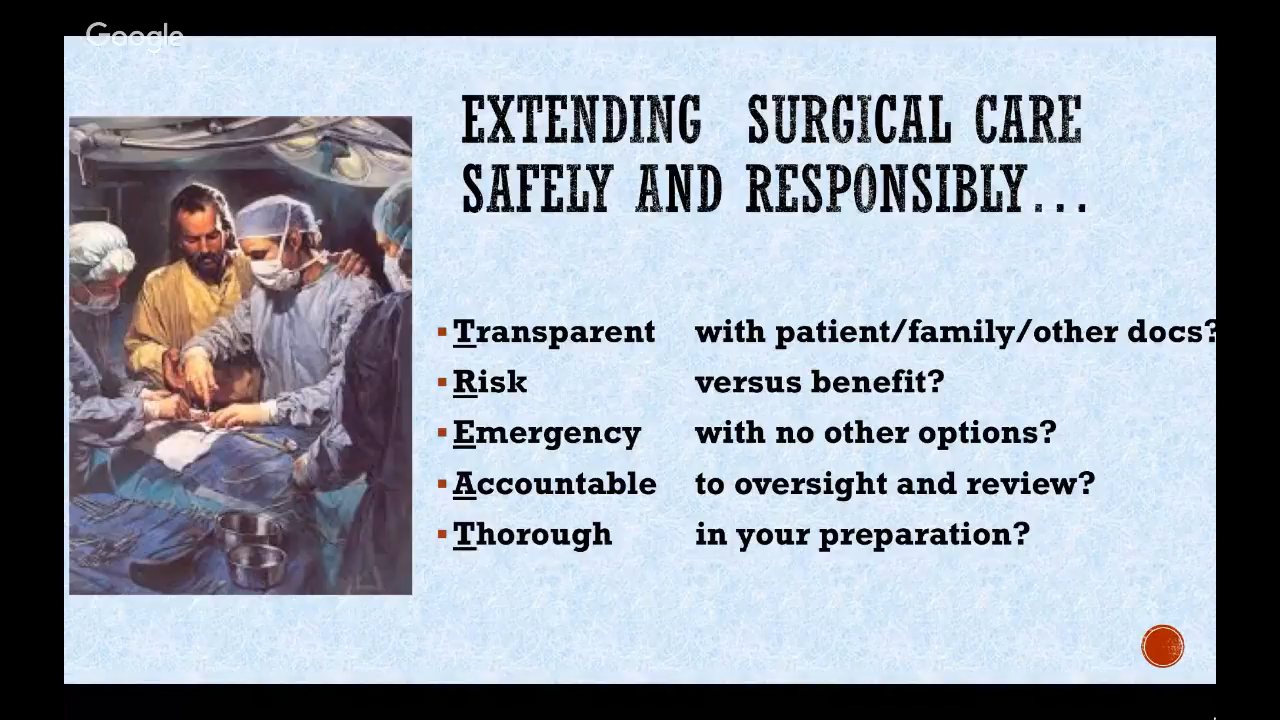 Google
EXTENDING SURGICAL CARE
SAFELY AND RESPONSIBLY...
Transparent with patient/family/other docs?
Risk versus benefit?
Emergency with no other options?
Accountable to oversight and review?
Thorough in your preparation?